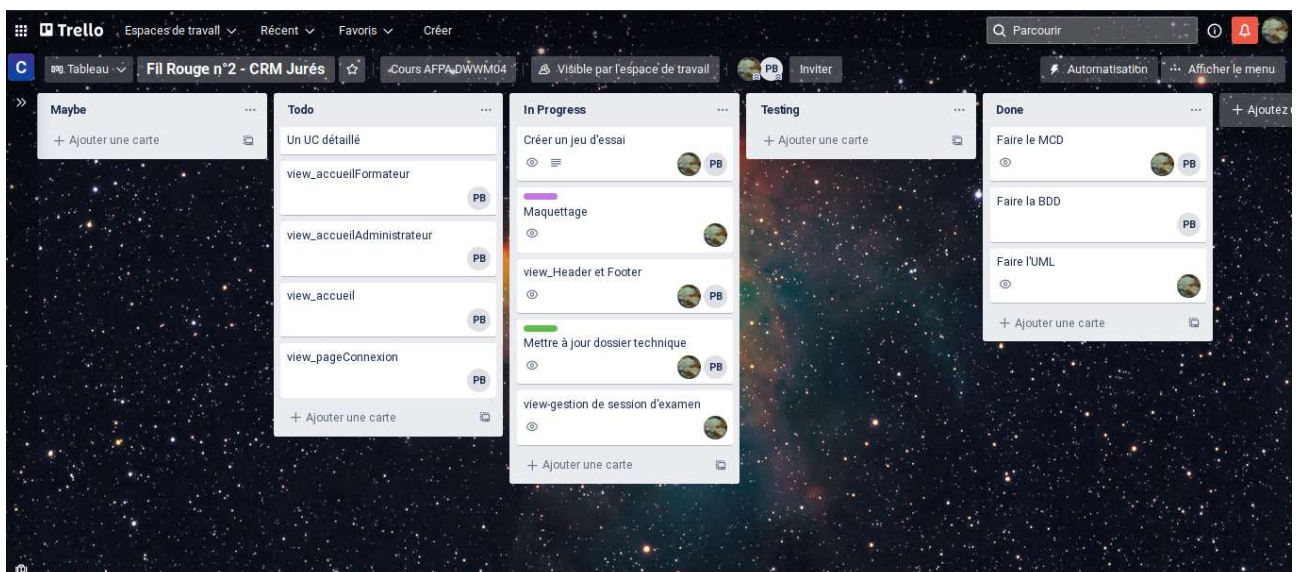 Trello Espaces de travail Récent Favoris Créer Parcourir
C Tableau Fil Rouge n°2 - CRM Jurés Cours AFPA DWWM04 Visible par l'espace de travail PB Inviter Automatisation Afficher le menu
Maybe
+ Ajouter une carte
Todo
Un UC détaillé
view_accueilFormateur
PB
view_accueilAdministrateur
PB
view_accueil
PB
view_pageConnexion
PB
+ Ajouter une carte
In Progress
Créer un jeu d'essai
PB
Maquettage
view_Header et Footer
PB
Mettre à jour dossier technique
PB
view-gestion de session d'examen
+ Ajouter une carte
Testing
+ Ajouter une carte
Done
Faire le MCD
PB
Faire la BDD
PB
Faire l'UML
+ Ajouter une carte
+ Ajoutez